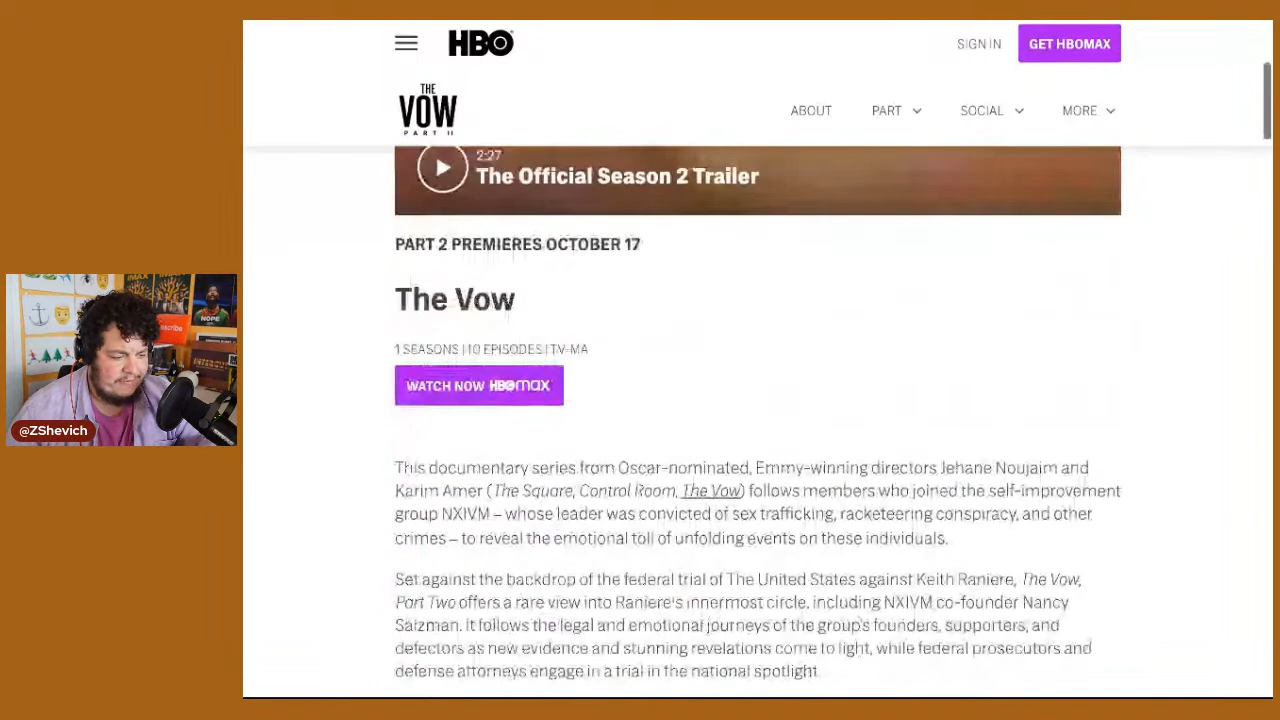 HBO
SIGN IN
GET HBOMAX
THE
VOW
PART II
ABOUT
PART
SOCIAL
MORE
2:27
The Official Season 2 Trailer
PART 2 PREMIERES OCTOBER 17
The Vow
1 SEASONS | 10 EPISODES | TV-MA
WATCH NOW HBOMAX
This documentary series from Oscar-nominated, Emmy-winning directors Jehane Noujaim and
Karim Amer (The Square, Control Room, The Vow) follows members who joined the self-improvement
group NXIVM – whose leader was convicted of sex trafficking, racketeering conspiracy, and other
crimes – to reveal the emotional toll of unfolding events on these individuals.
Set against the backdrop of the federal trial of The United States against Keith Raniere, The Vow,
Part Two offers a rare view into Raniere's innermost circle, including NXIVM co-founder Nancy
Salzman. It follows the legal and emotional journeys of the group's founders, supporters, and
defectors as new evidence and stunning revelations come to light, while federal prosecutors and
defense attorneys engage in a trial in the national spotlight.
IMAX
NOPE
scribe
@ZShevich